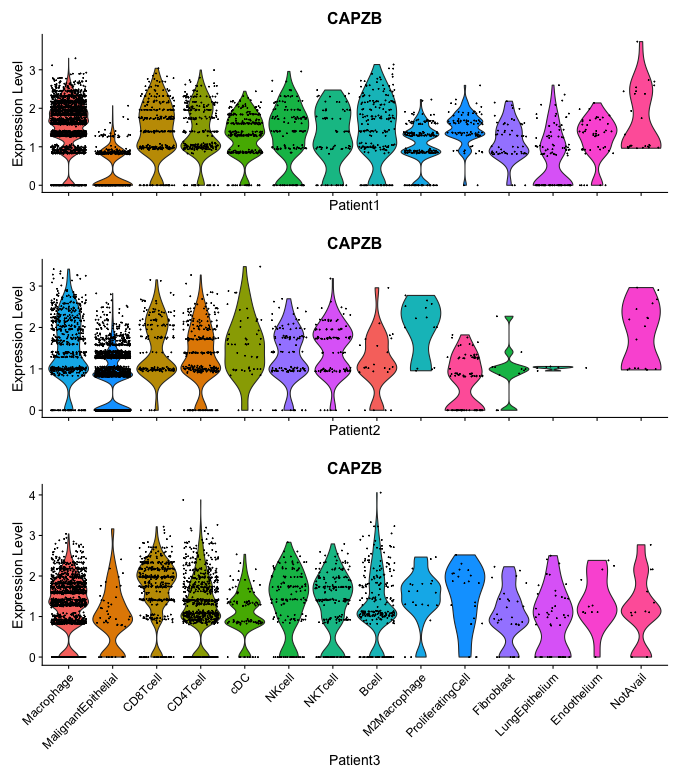 CAPZB
Expression Level
3
2
1
0
Patient1
CAPZB
Expression Level
3
2
1
0
Patient2
CAPZB
Expression Level
4
3
2
1
0
Macrophage
MalignantEpithelial
CD8Tcell
CD4Tcell
cDC
NKcell
NKTcell
Bcell
M2Macrophage
ProliferatingCell
Fibroblast
LungEpithelium
Endothelium
NotAvail
Patient3